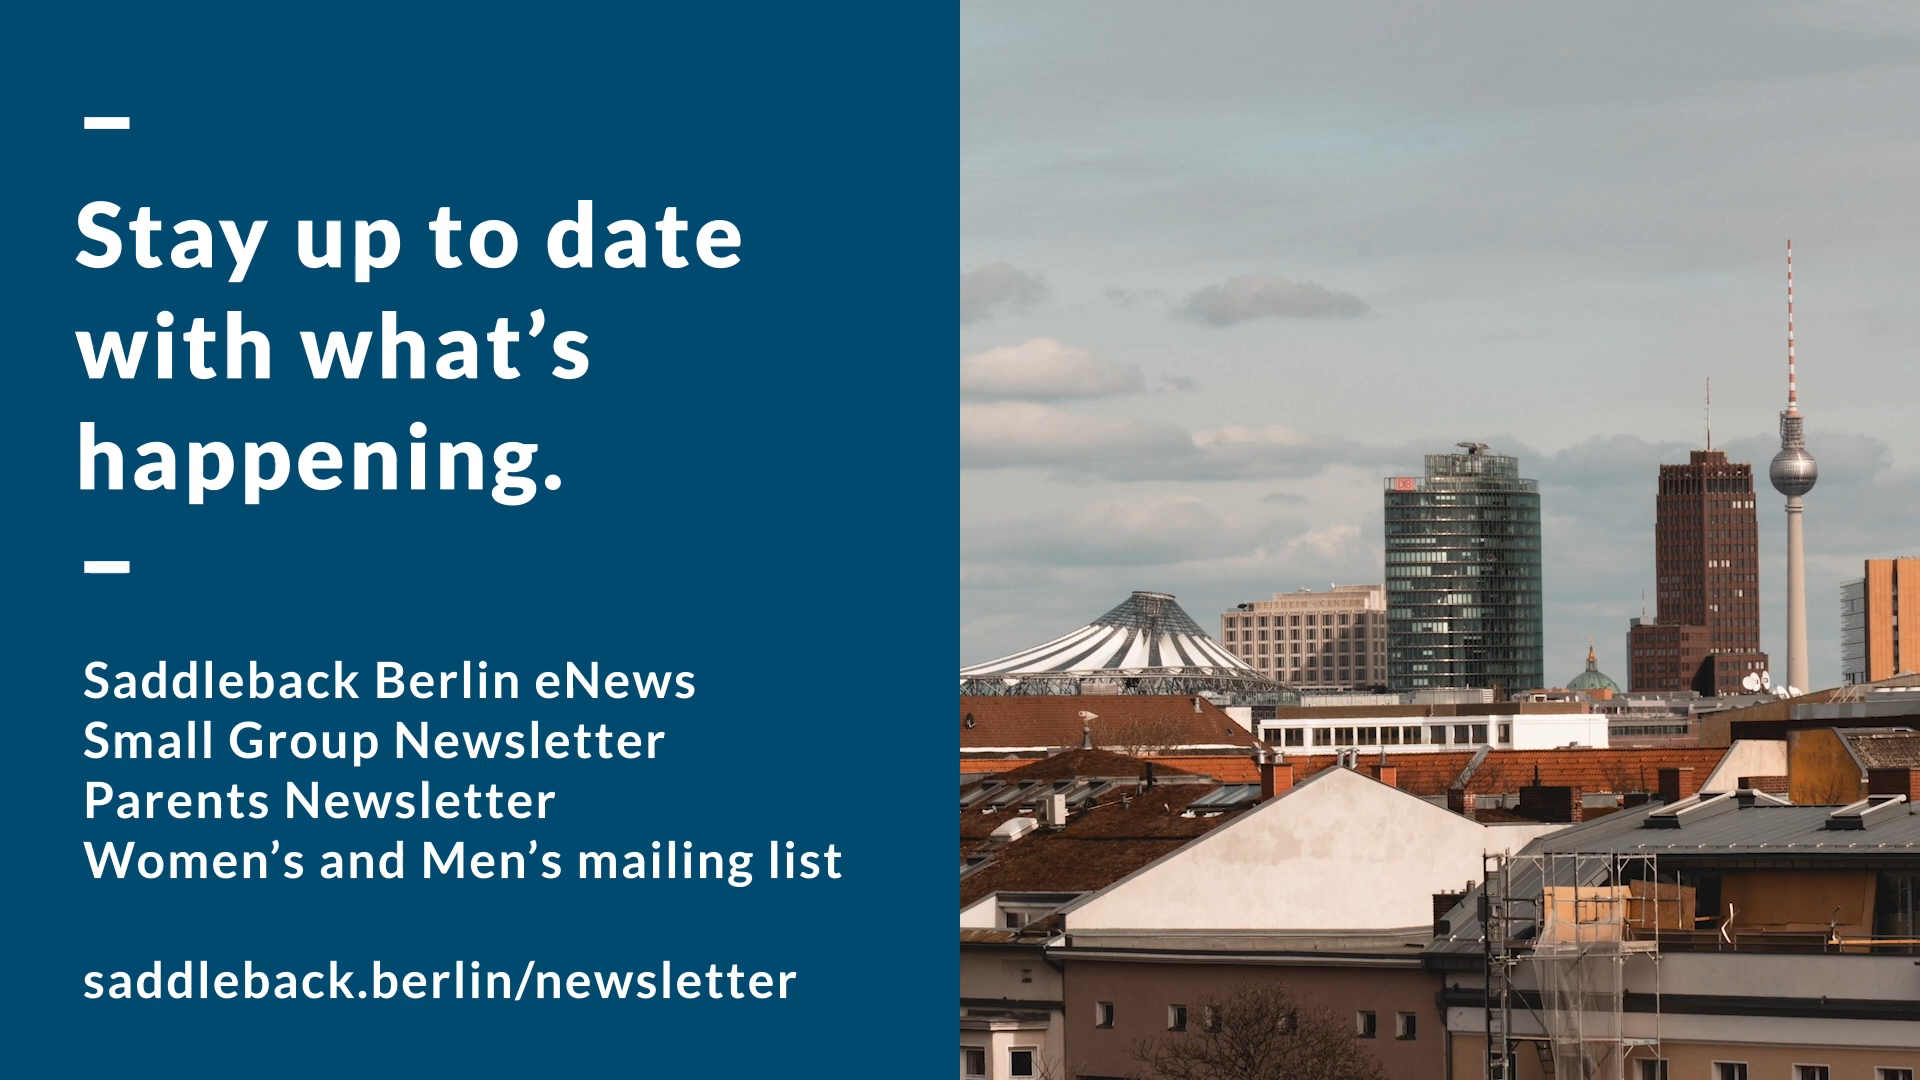 Stay up to date
with what’s
happening.
Saddleback Berlin eNews
Small Group Newsletter
Parents Newsletter
Women’s and Men’s mailing list
saddleback.berlin/newsletter
DB